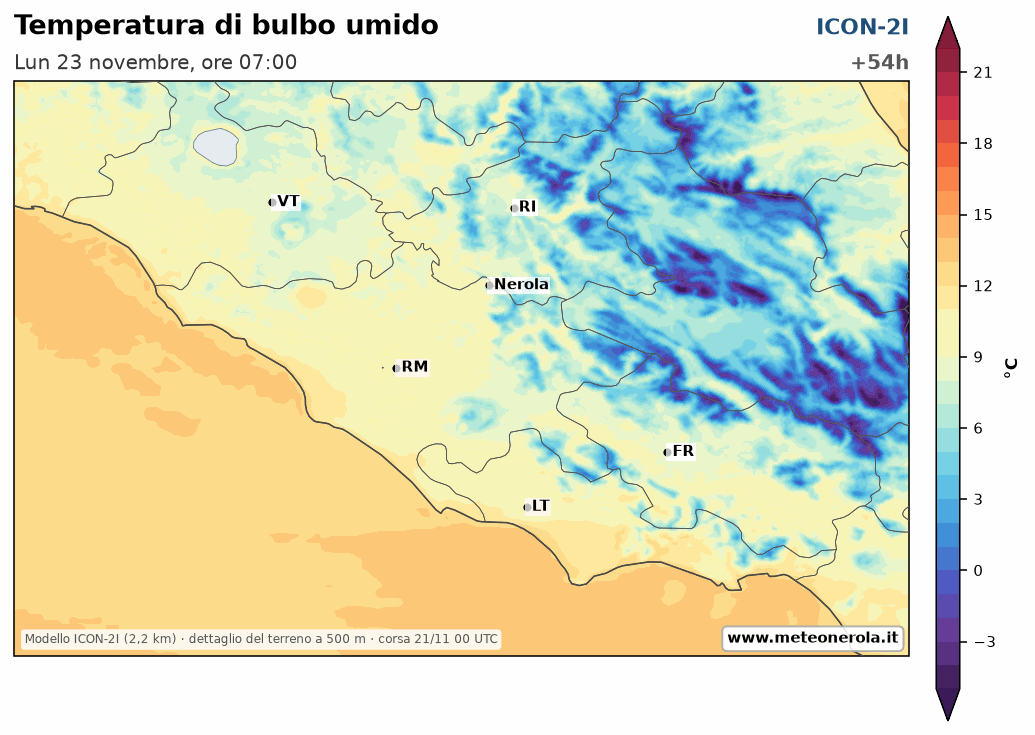 Temperatura di bulbo umido
ICON-2I
Lun 23 novembre, ore 07:00
+54h
VT
RI
Nerola
RM
FR
LT
Modello ICON-2I (2,2 km) · dettaglio del terreno a 500 m · corsa 21/11 00 UTC
www.meteonerola.it
21
18
15
12
9
6
3
0
−3
°C